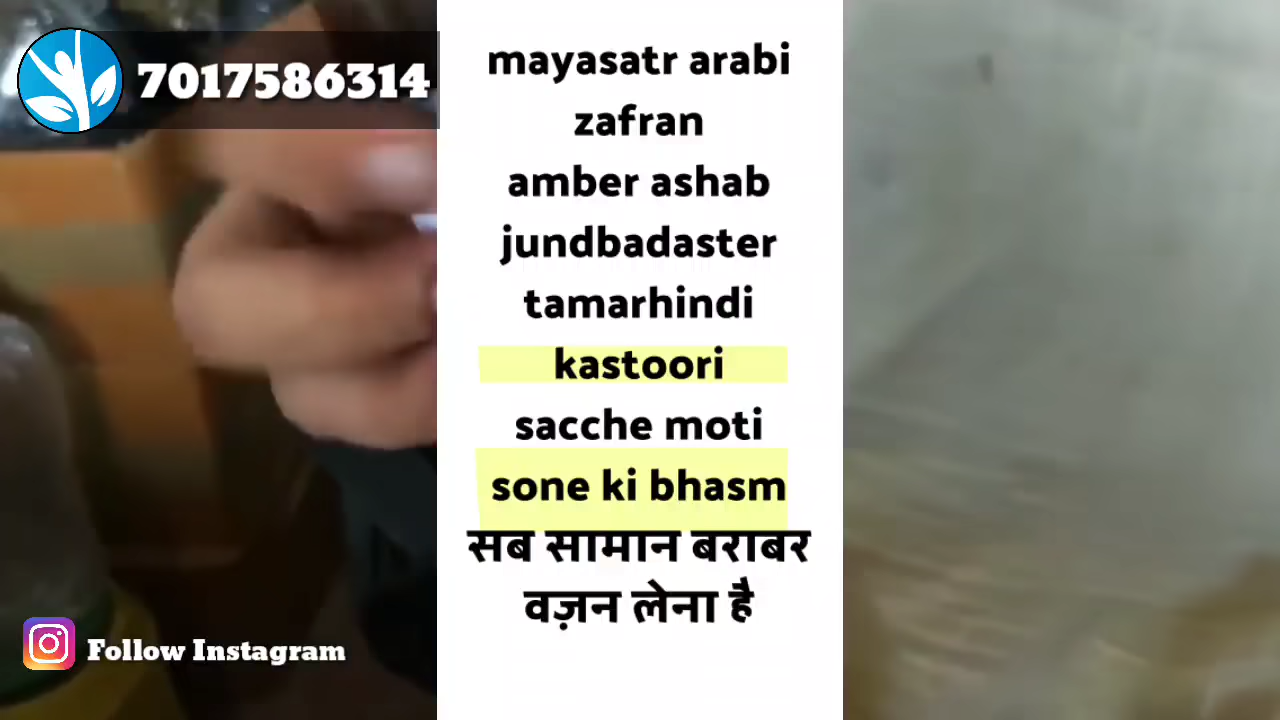 7017586314
mayasatr arabi
zafran
amber ashab
jundbadaster
tamarhindi
kastoori
sacche moti
sone ki bhasm
सब सामान बराबर
वज़न लेना है
Follow Instagram